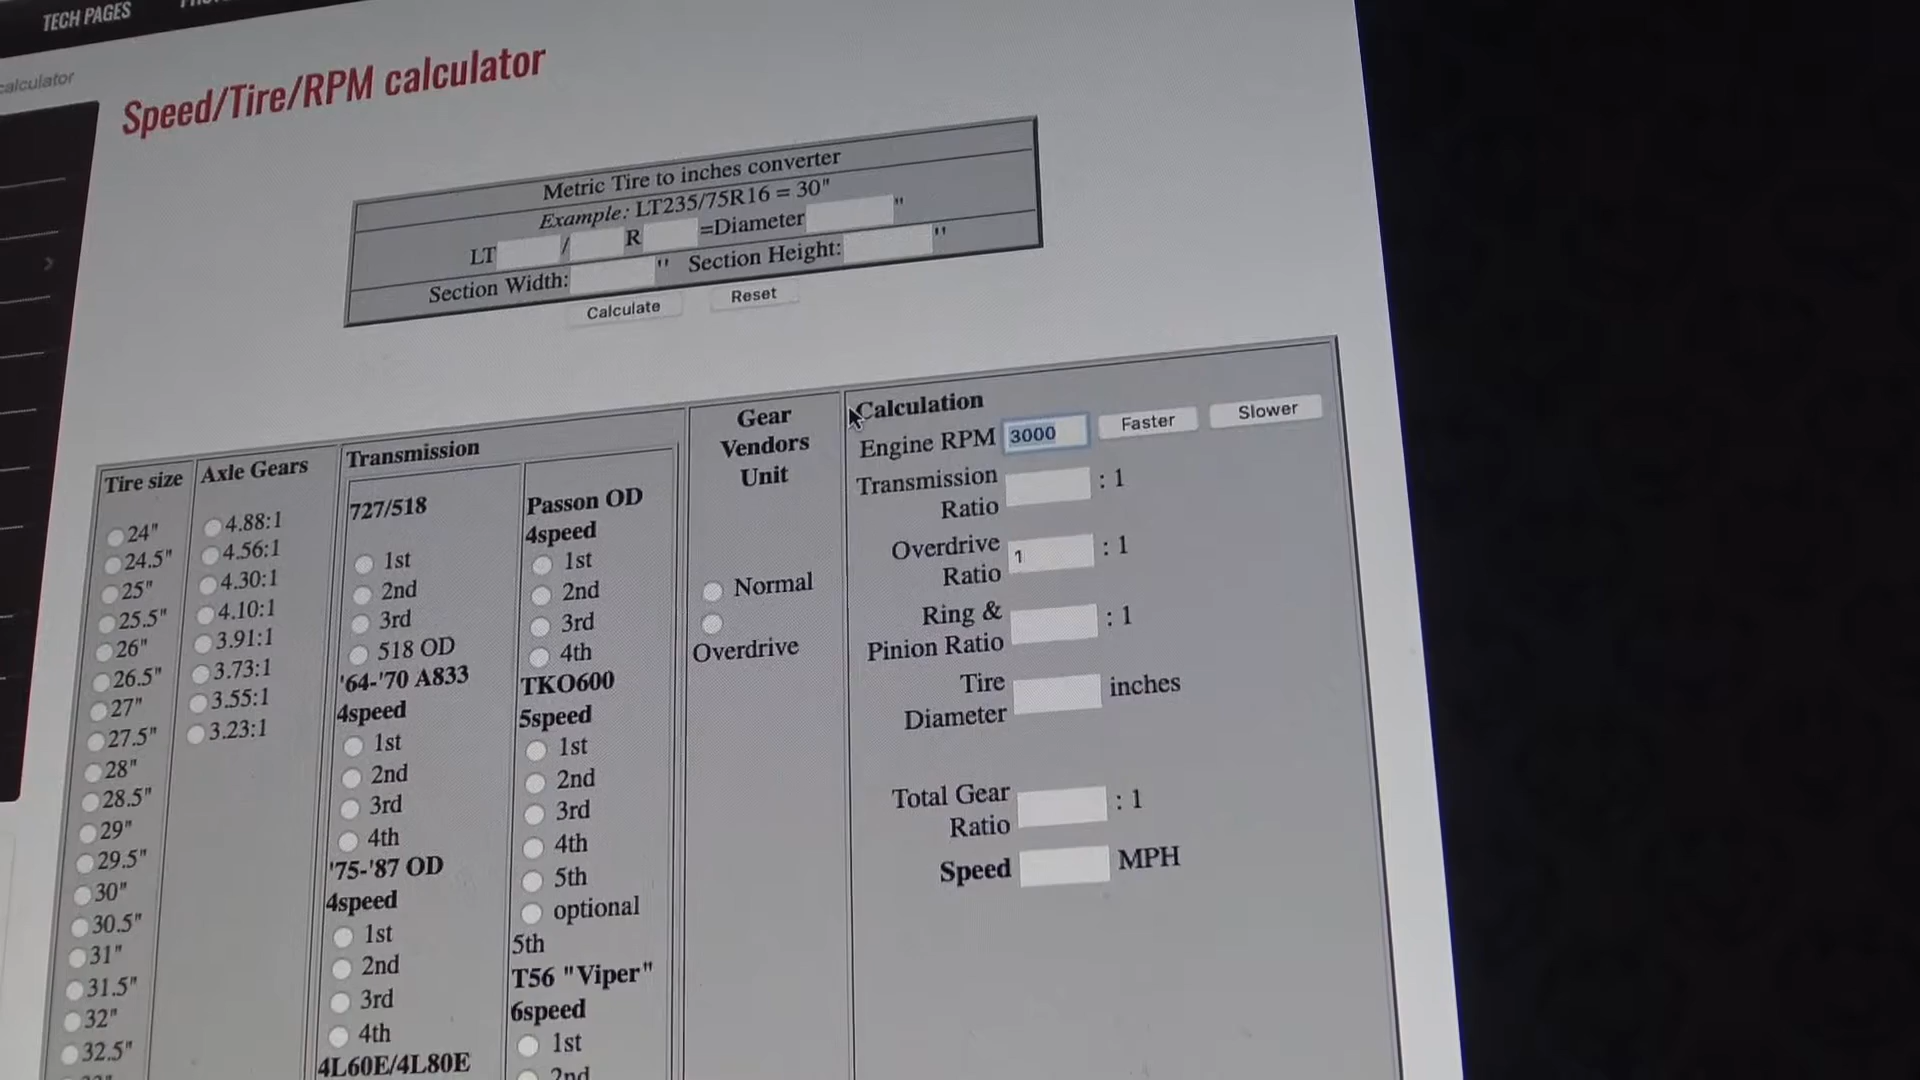 TECH PAGES
calculator
Speed/Tire/RPM calculator
Metric Tire to inches converter
Example: LT235/75R16 = 30"
LT / R =Diameter "
Section Width: " Section Height: "
Calculate Reset
Tire size
24"
24.5"
25"
25.5"
26"
26.5"
27"
27.5"
28"
28.5"
29"
29.5"
30"
30.5"
31"
31.5"
32"
32.5"
Axle Gears
4.88:1
4.56:1
4.30:1
4.10:1
3.91:1
3.73:1
3.55:1
3.23:1
Transmission
727/518
1st
2nd
3rd
518 OD
'64-'70 A833
4speed
1st
2nd
3rd
4th
'75-'87 OD
4speed
1st
2nd
3rd
4th
4L60E/4L80E
Passon OD
4speed
1st
2nd
3rd
4th
TKO600
5speed
1st
2nd
3rd
4th
5th
optional
5th
T56 "Viper"
6speed
1st
2nd
Gear
Vendors
Unit
Normal
Overdrive
Calculation
Engine RPM 3000 Faster Slower
Transmission : 1
Ratio
Overdrive 1 : 1
Ratio
Ring & : 1
Pinion Ratio
Tire inches
Diameter
Total Gear : 1
Ratio
Speed MPH